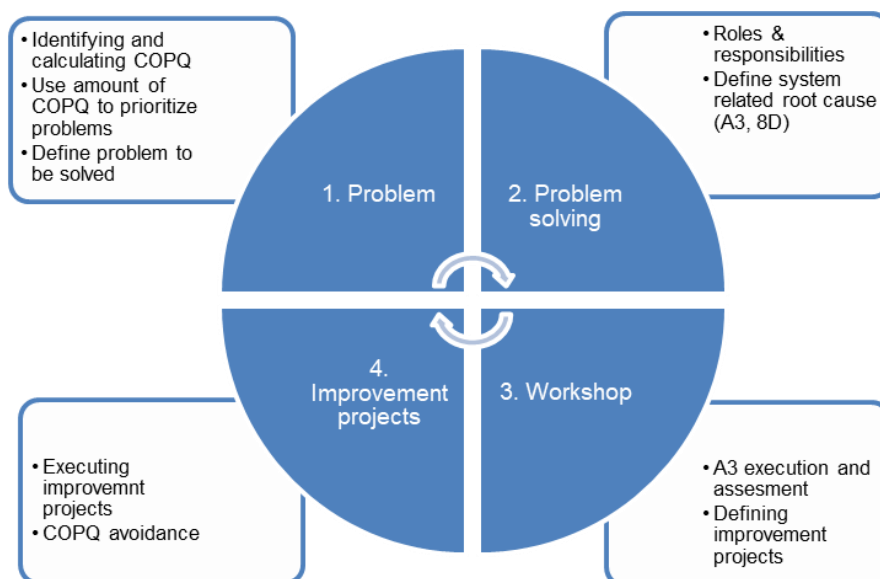 • Identifying and
calculating COPQ
• Use amount of
COPQ to prioritize
problems
• Define problem to
be solved
• Roles &
responsibilities
• Define system
related root cause
(A3, 8D)
1. Problem
2. Problem
solving
4.
Improvement
projects
3. Workshop
• Executing
improvemnt
projects
• COPQ avoidance
• A3 execution and
assesment
• Defining
improvement
projects